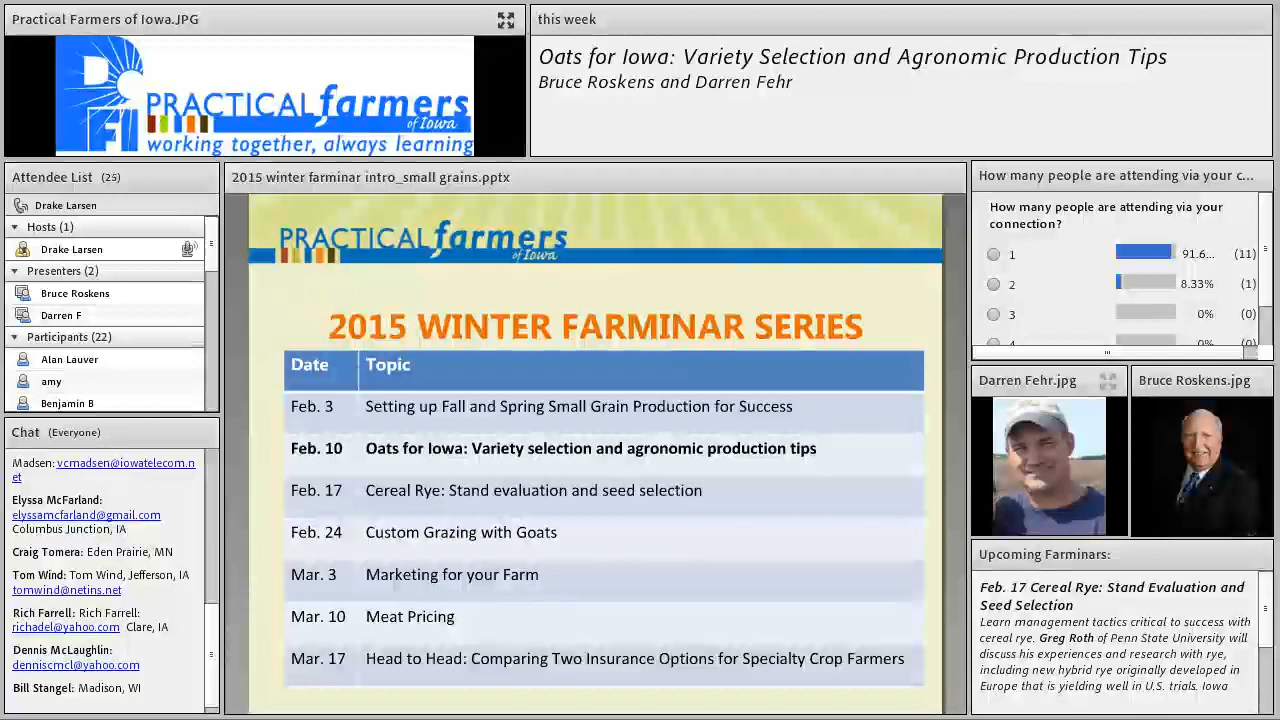 Practical Farmers of Iowa.JPG
PFI
PRACTICAL farmers
of Iowa
working together, always learning
this week
Oats for Iowa: Variety Selection and Agronomic Production Tips
Bruce Roskens and Darren Fehr
Attendee List (25)
Drake Larsen
Hosts (1)
Drake Larsen
Presenters (2)
Bruce Roskens
Darren F
Participants (22)
Alan Lauver
amy
Benjamin B
Chat (Everyone)
Madsen: vcmadsen@iowatelecom.n
et
Elyssa McFarland:
elyssamcfarland@gmail.com
Columbus Junction, IA
Craig Tomera: Eden Prairie, MN
Tom Wind: Tom Wind, Jefferson, IA
tomwind@netins.net
Rich Farrell: Rich Farrell:
richadel@yahoo.com Clare, IA
Dennis McLaughlin:
denniscmcl@yahoo.com
Bill Stangel: Madison, WI
2015 winter farminar intro_small grains.pptx
PRACTICAL farmers
of Iowa
2015 WINTER FARMINAR SERIES
Date Topic
Feb. 3 Setting up Fall and Spring Small Grain Production for Success
Feb. 10 Oats for Iowa: Variety selection and agronomic production tips
Feb. 17 Cereal Rye: Stand evaluation and seed selection
Feb. 24 Custom Grazing with Goats
Mar. 3 Marketing for your Farm
Mar. 10 Meat Pricing
Mar. 17 Head to Head: Comparing Two Insurance Options for Specialty Crop Farmers
How many people are attending via your c...
How many people are attending via your
connection?
1 91.6... (11)
2 8.33% (1)
3 0% (0)
4 0% (0)
Darren Fehr.jpg
Bruce Roskens.jpg
Upcoming Farminars:
Feb. 17 Cereal Rye: Stand Evaluation and
Seed Selection
Learn management tactics critical to success with
cereal rye. Greg Roth of Penn State University will
discuss his experiences and research with rye,
including new hybrid rye originally developed in
Europe that is yielding well in U.S. trials. Iowa